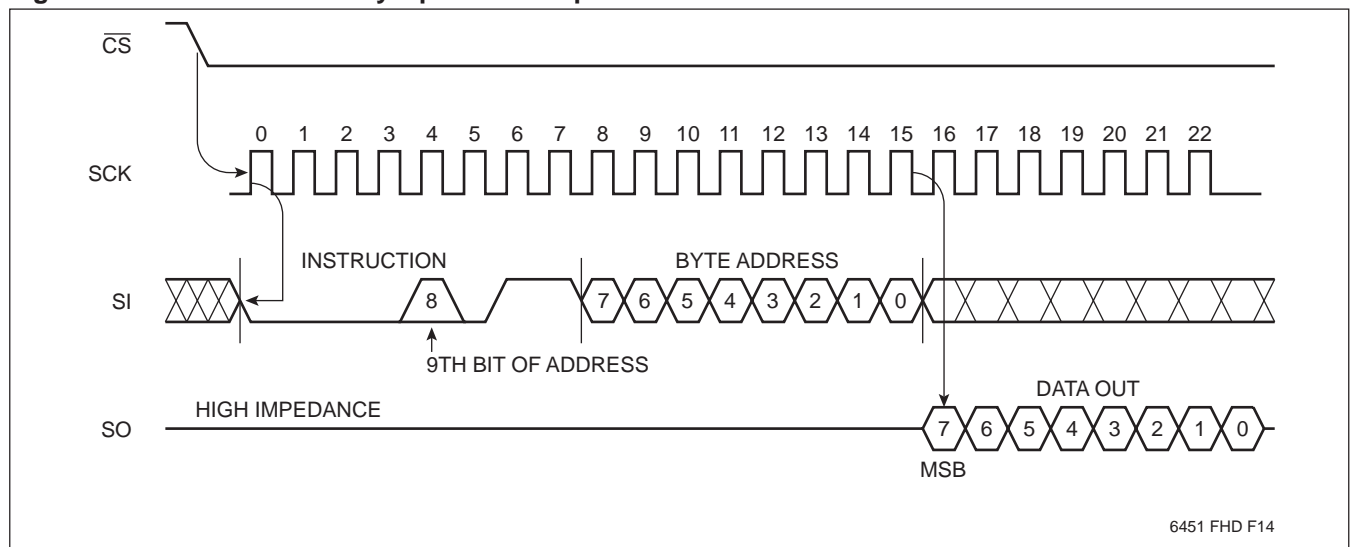 CS
0 1 2 3 4 5 6 7 8 9 10 11 12 13 14 15 16 17 18 19 20 21 22
SCK
INSTRUCTION
BYTE ADDRESS
SI
8
7 6 5 4 3 2 1 0
9TH BIT OF ADDRESS
DATA OUT
HIGH IMPEDANCE
SO
7 6 5 4 3 2 1 0
MSB
6451 FHD F14